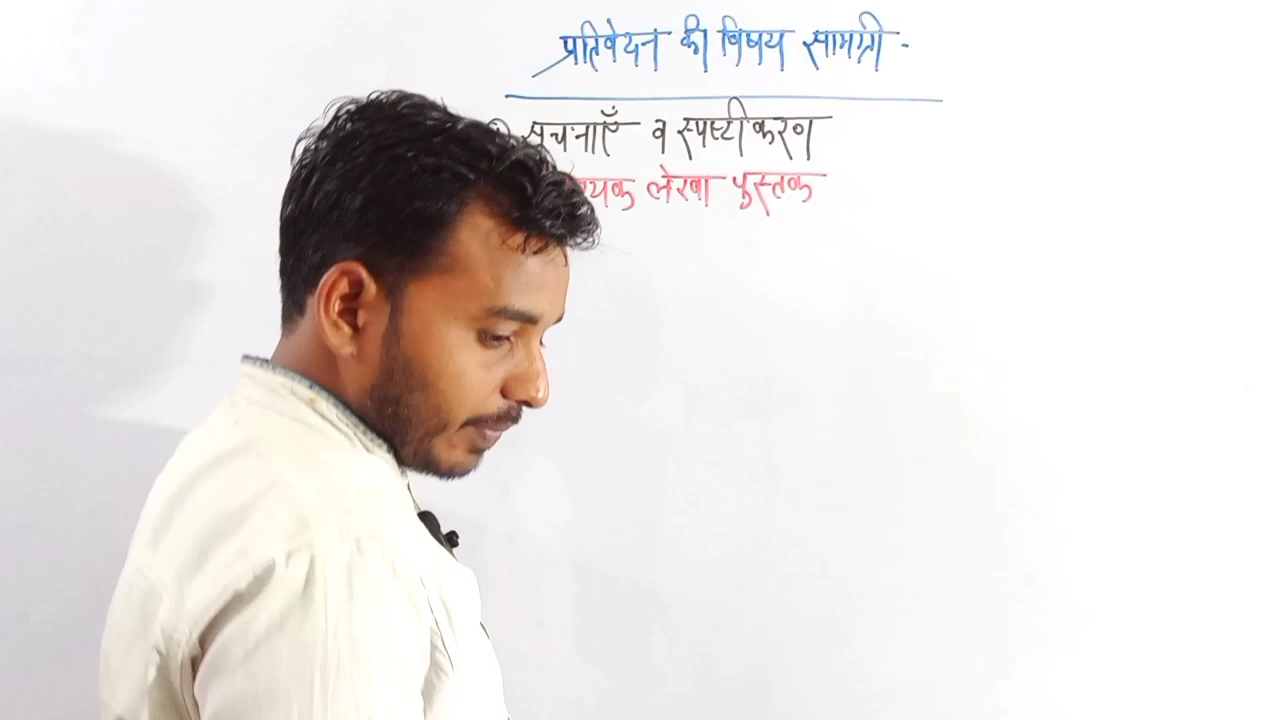 प्रतिवेदन की विषय सामग्री -
सूचनाएँ व स्पष्टीकरण
लेखा पुस्तक